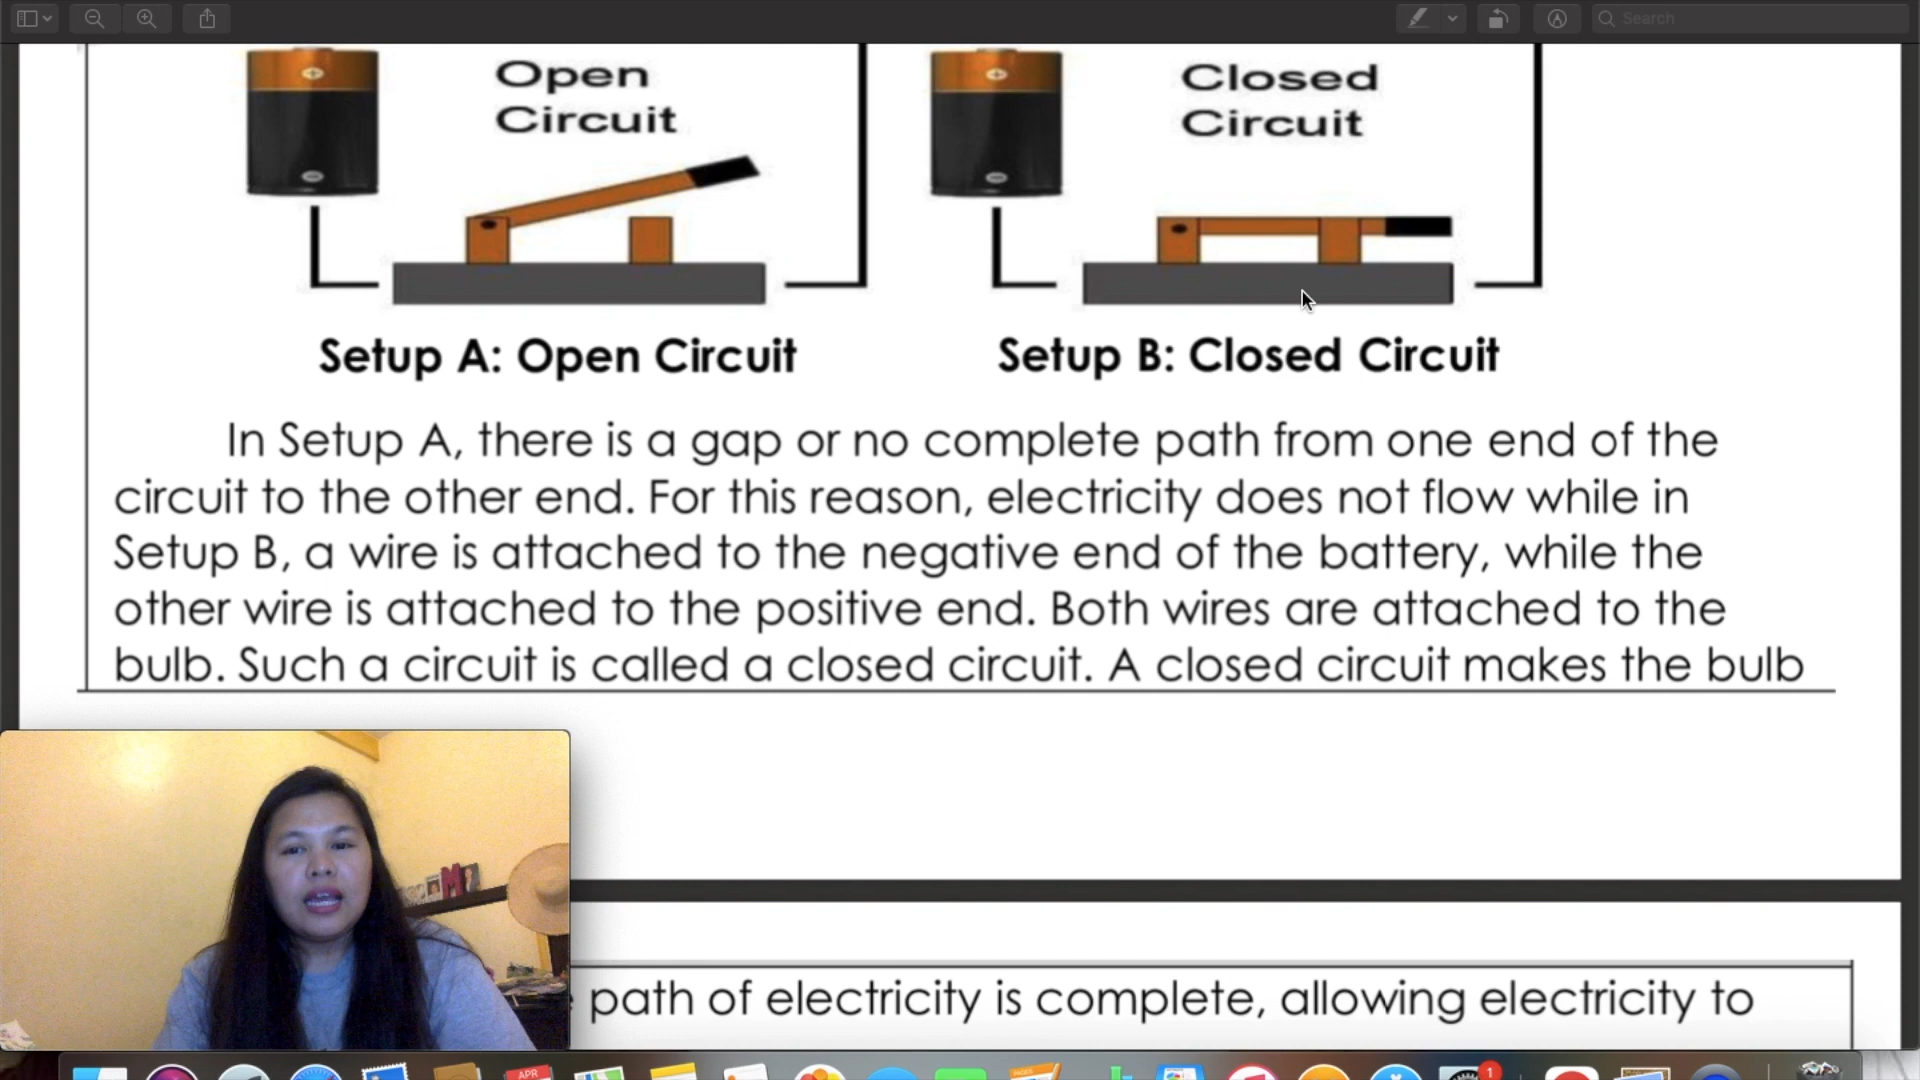 Search
Open
Circuit
Closed
Circuit
Setup A: Open Circuit
Setup B: Closed Circuit
In Setup A, there is a gap or no complete path from one end of the
circuit to the other end. For this reason, electricity does not flow while in
Setup B, a wire is attached to the negative end of the battery, while the
other wire is attached to the positive end. Both wires are attached to the
bulb. Such a circuit is called a closed circuit. A closed circuit makes the bulb
M
path of electricity is complete, allowing electricity to
APR
PAGES
1